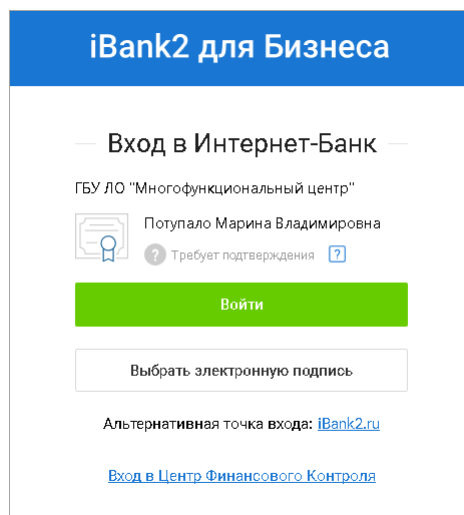 iBank2 для Бизнеса
Вход в Интернет-Банк
ГБУ ЛО "Многофункциональный центр"
Потупало Марина Владимировна
? Требует подтверждения ?
Войти
Выбрать электронную подпись
Альтернативная точка входа: iBank2.ru
Вход в Центр Финансового Контроля